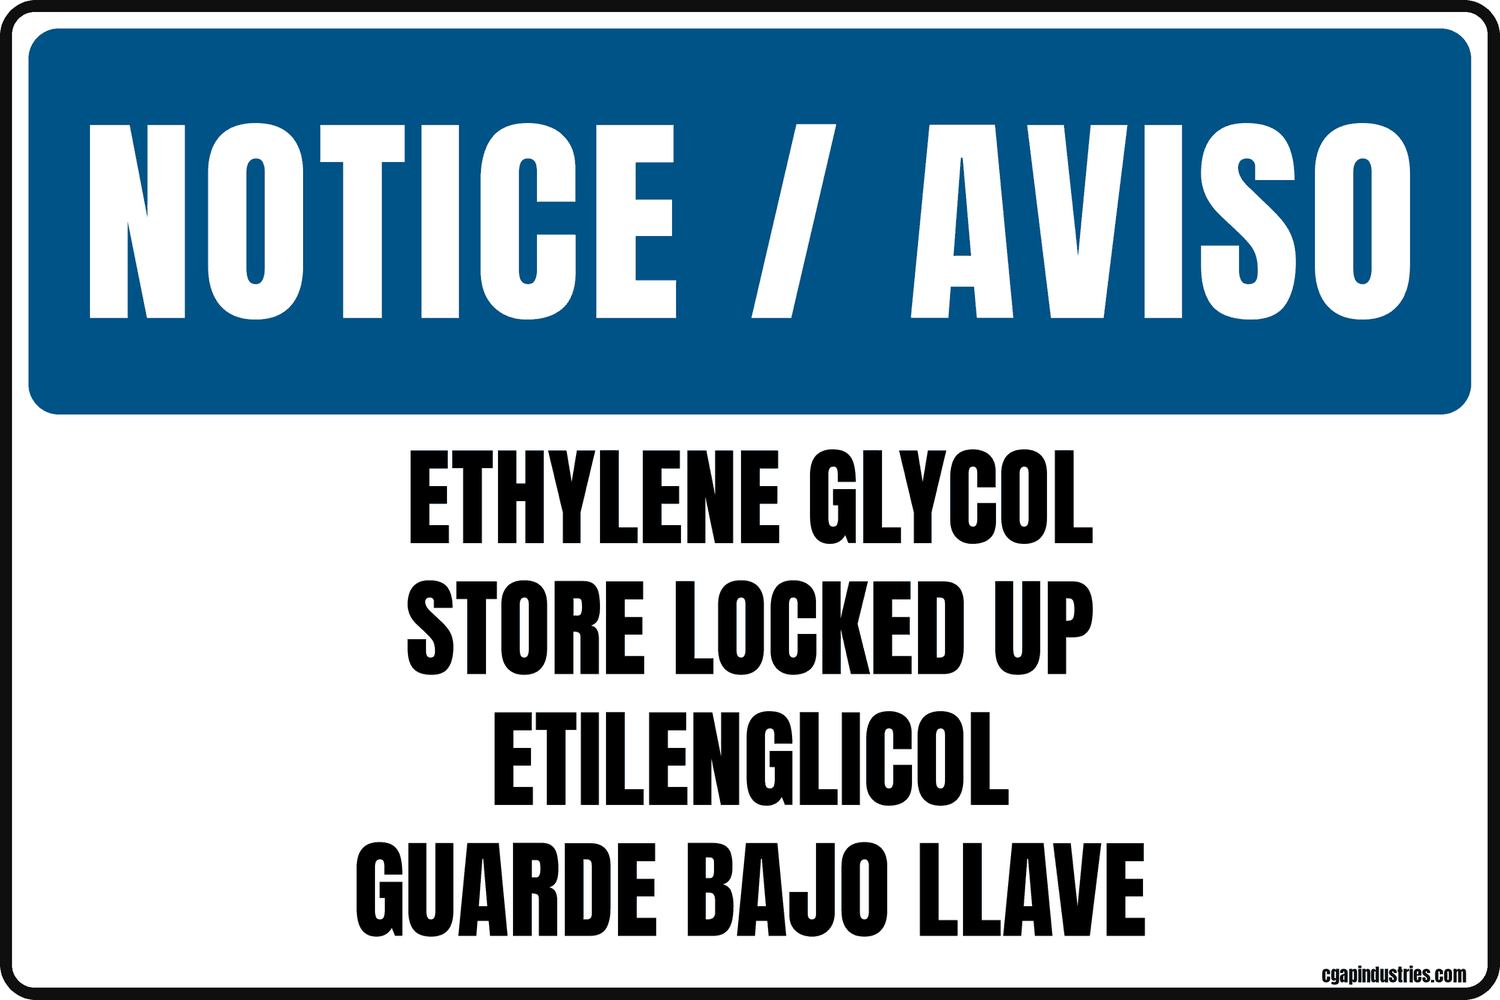 NOTICE / AVISO
ETHYLENE GLYCOL
STORE LOCKED UP
ETILENGLICOL
GUARDE BAJO LLAVE
cgapindustries.com